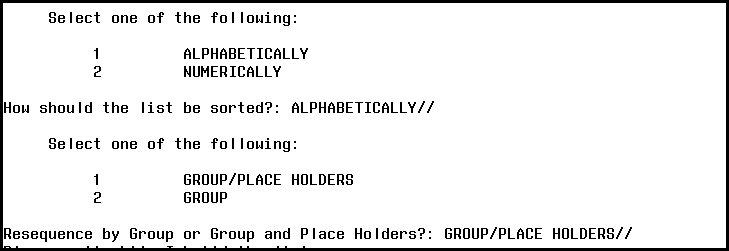 Select one of the following:
1 ALPHABETICALLY
2 NUMERICALLY
How should the list be sorted?: ALPHABETICALLY//
Select one of the following:
1 GROUP/PLACE HOLDERS
2 GROUP
Resequence by Group or Group and Place Holders?: GROUP/PLACE HOLDERS//